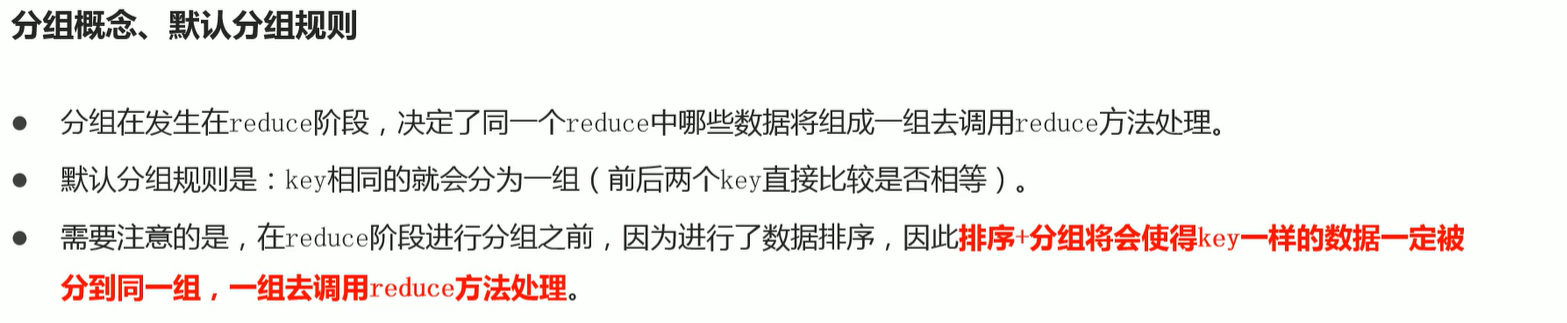 分组概念、默认分组规则
● 分组在发生在reduce阶段，决定了同一个reduce中哪些数据将组成一组去调用reduce方法处理。
● 默认分组规则是：key相同的就会分为一组（前后两个key直接比较是否相等）。
● 需要注意的是，在reduce阶段进行分组之前，因为进行了数据排序，因此排序+分组将会使得key一样的数据一定被
分到同一组，一组去调用reduce方法处理。